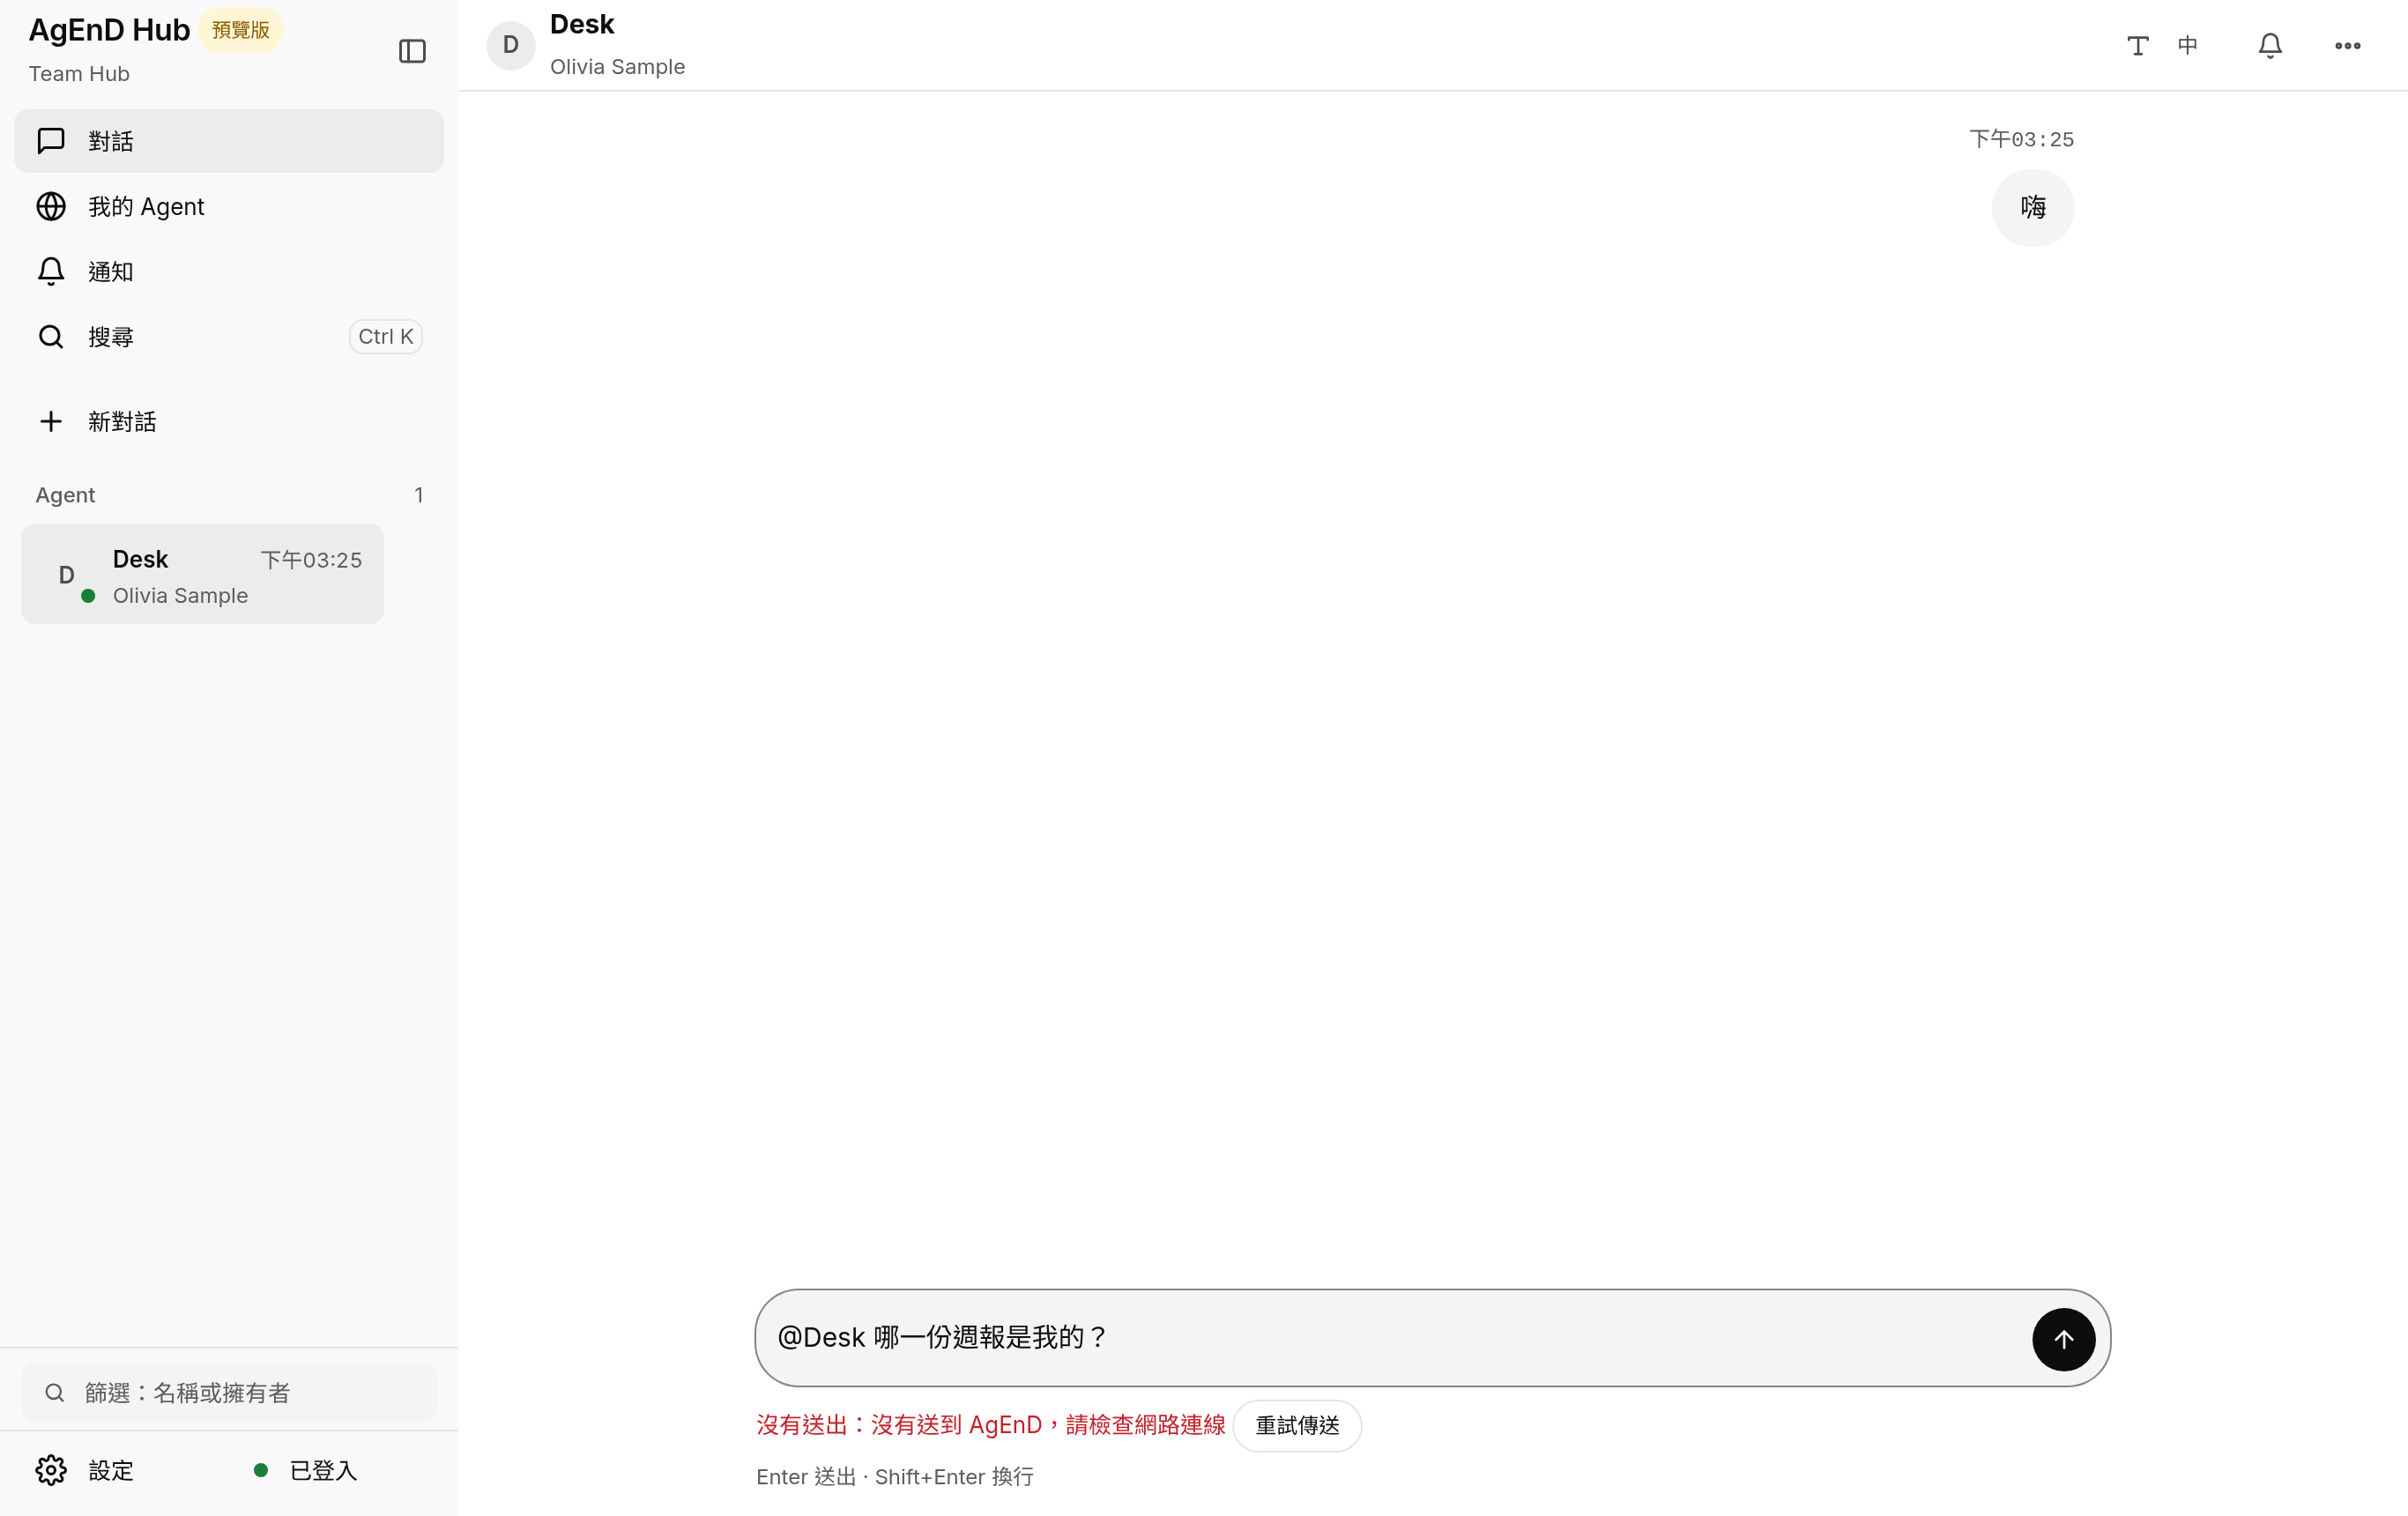 AgEnD Hub 預覽版
Team Hub
對話
我的 Agent
通知
搜尋 Ctrl K
新對話
Agent 1
D Desk 下午03:25
Olivia Sample
篩選：名稱或擁有者
設定 已登入
D Desk
Olivia Sample
中
下午03:25
嗨
@Desk 哪一份週報是我的？
沒有送出：沒有送到 AgEnD，請檢查網路連線 重試傳送
Enter 送出 · Shift+Enter 換行